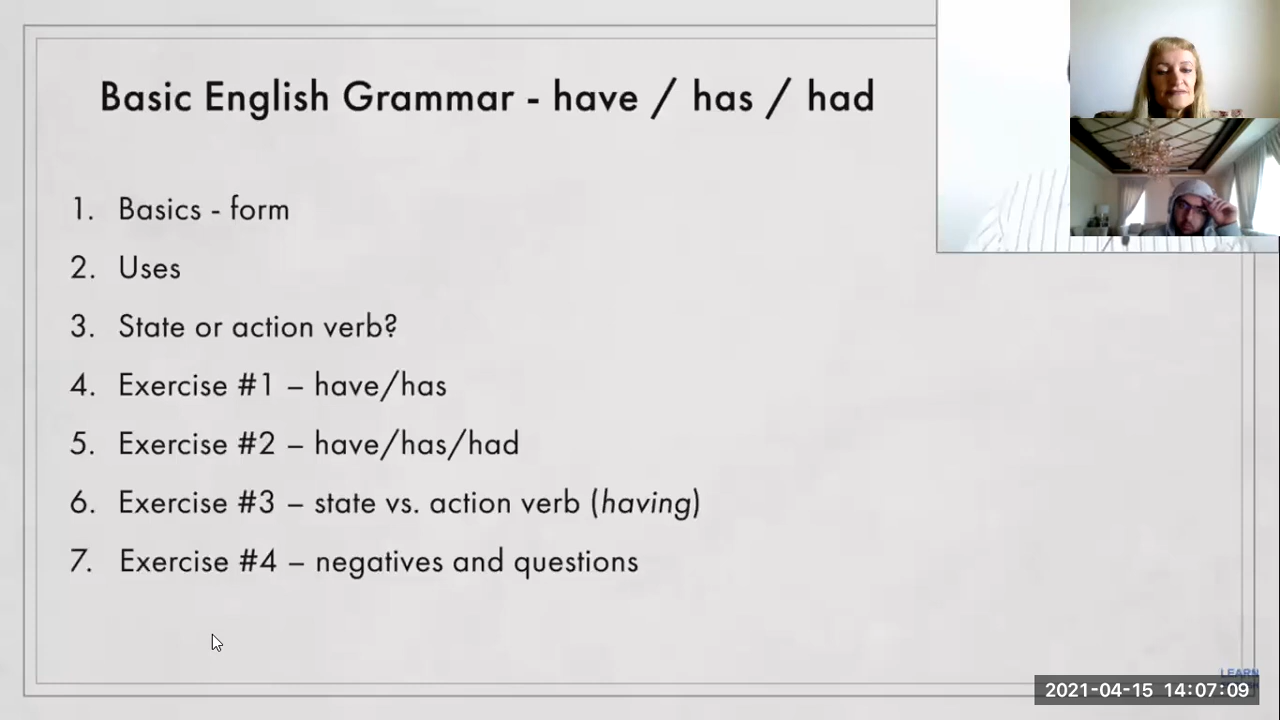 Basic English Grammar - have / has / had
1. Basics - form
2. Uses
3. State or action verb?
4. Exercise #1 – have/has
5. Exercise #2 – have/has/had
6. Exercise #3 – state vs. action verb (having)
7. Exercise #4 – negatives and questions
LEARN
2021-04-15 14:07:09